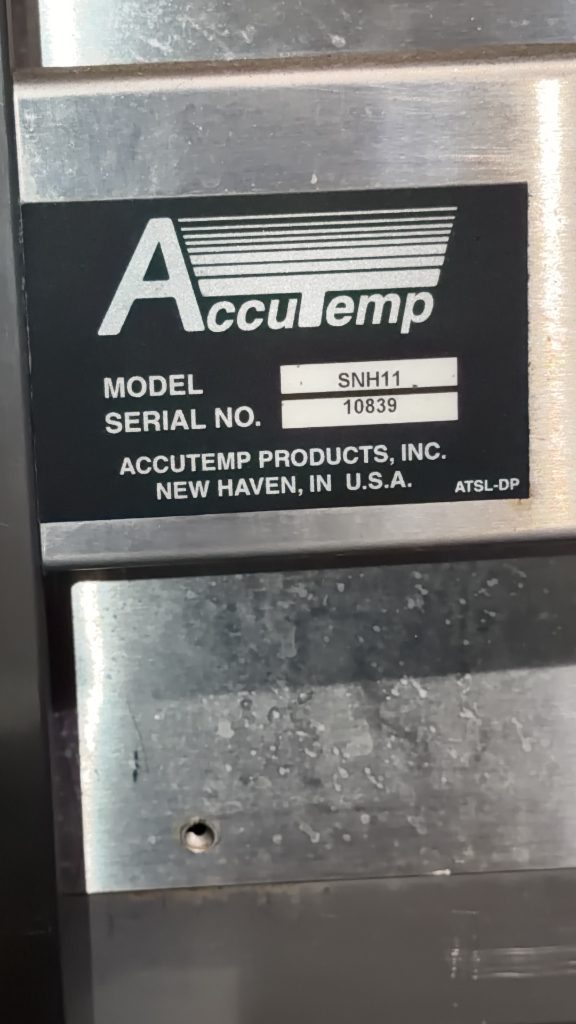 AccuTemp
MODEL SNH11
SERIAL NO. 10839
ACCUTEMP PRODUCTS, INC.
NEW HAVEN, IN U.S.A.
ATSL-DP